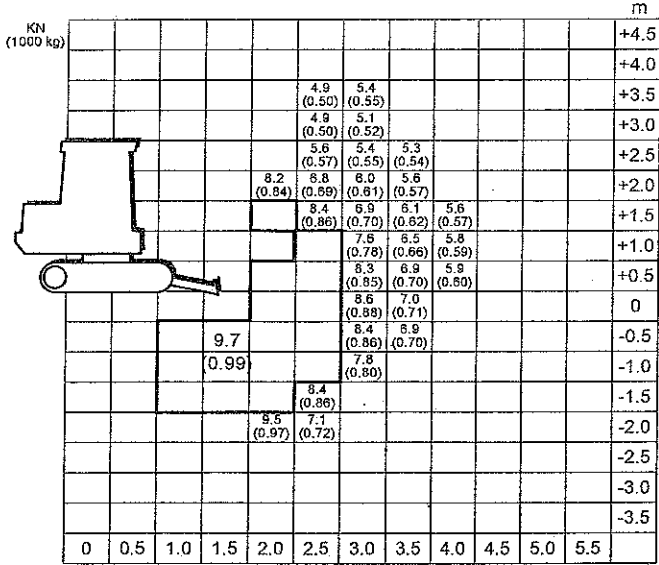 m
KN
(1000 kg)
+4.5
+4.0
4.9 5.4 +3.5
(0.50) (0.55)
4.9 5.1 +3.0
(0.50) (0.52)
5.6 5.4 5.3 +2.5
(0.57) (0.55) (0.54)
8.2 6.8 6.0 5.6 +2.0
(0.84) (0.69) (0.61) (0.57)
8.4 6.9 6.1 5.6 +1.5
(0.86) (0.70) (0.62) (0.57)
7.6 6.5 5.8 +1.0
(0.78) (0.66) (0.59)
8.3 6.9 5.9 +0.5
(0.85) (0.70) (0.60)
8.6 7.0 0
(0.88) (0.71)
9.7 8.4 6.9 -0.5
(0.86) (0.70)
(0.99) 7.8 -1.0
(0.80)
8.4 -1.5
(0.86)
9.5 7.1 -2.0
(0.97) (0.72)
-2.5
-3.0
-3.5
0 0.5 1.0 1.5 2.0 2.5 3.0 3.5 4.0 4.5 5.0 5.5